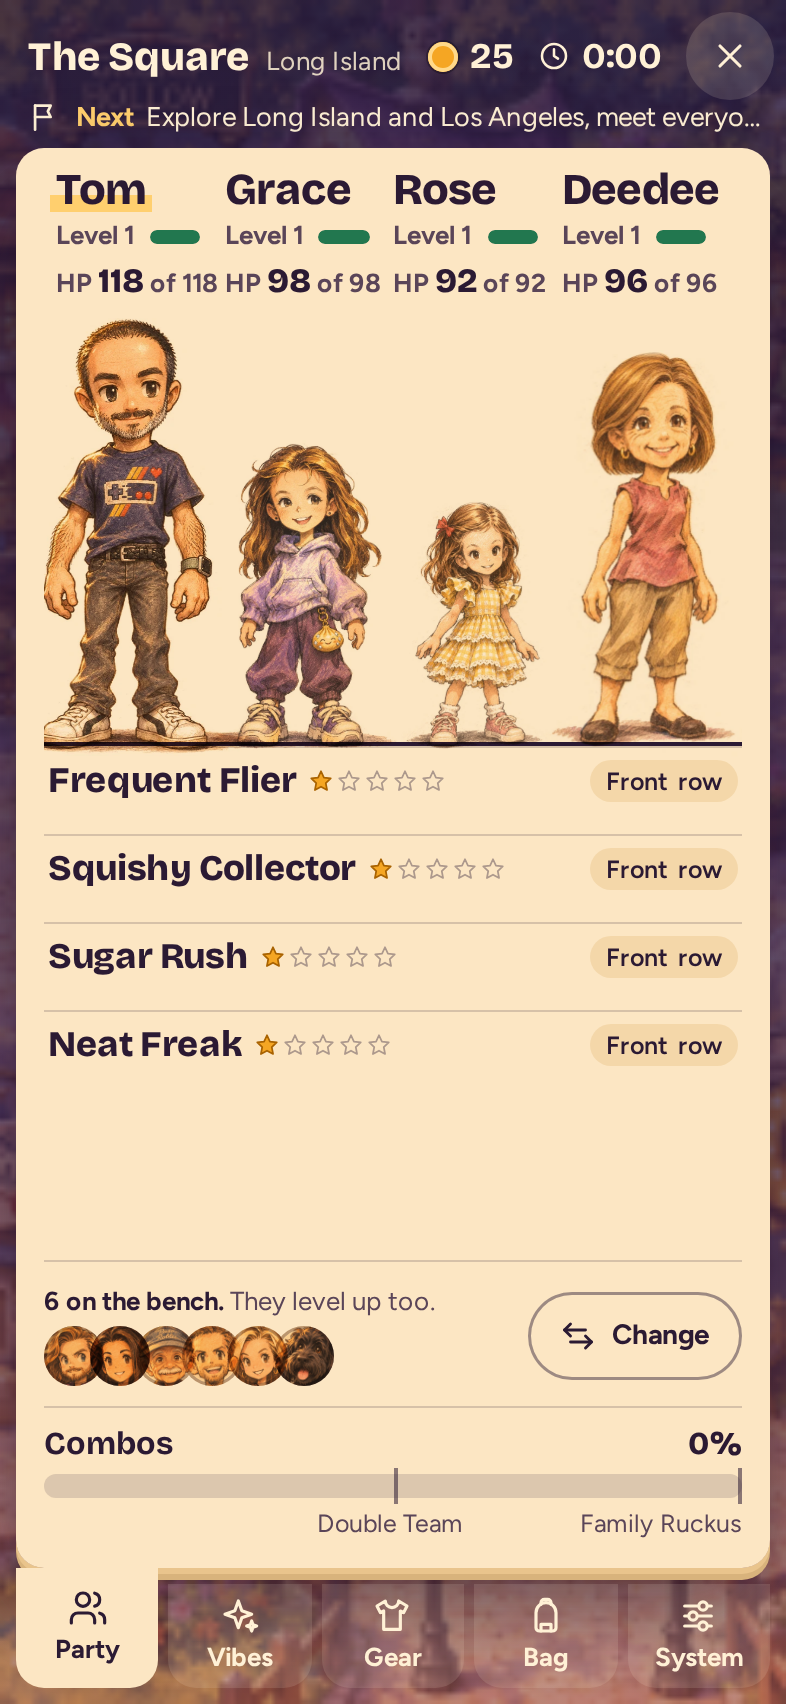 The Square Long Island 25 0:00
Next Explore Long Island and Los Angeles, meet everyo...
Tom Grace Rose Deedee
Level 1 Level 1 Level 1 Level 1
HP 118 of 118 HP 98 of 98 HP 92 of 92 HP 96 of 96
Frequent Flier Front row
Squishy Collector Front row
Sugar Rush Front row
Neat Freak Front row
6 on the bench. They level up too.
Change
Combos 0%
Double Team Family Ruckus
Party Vibes Gear Bag System